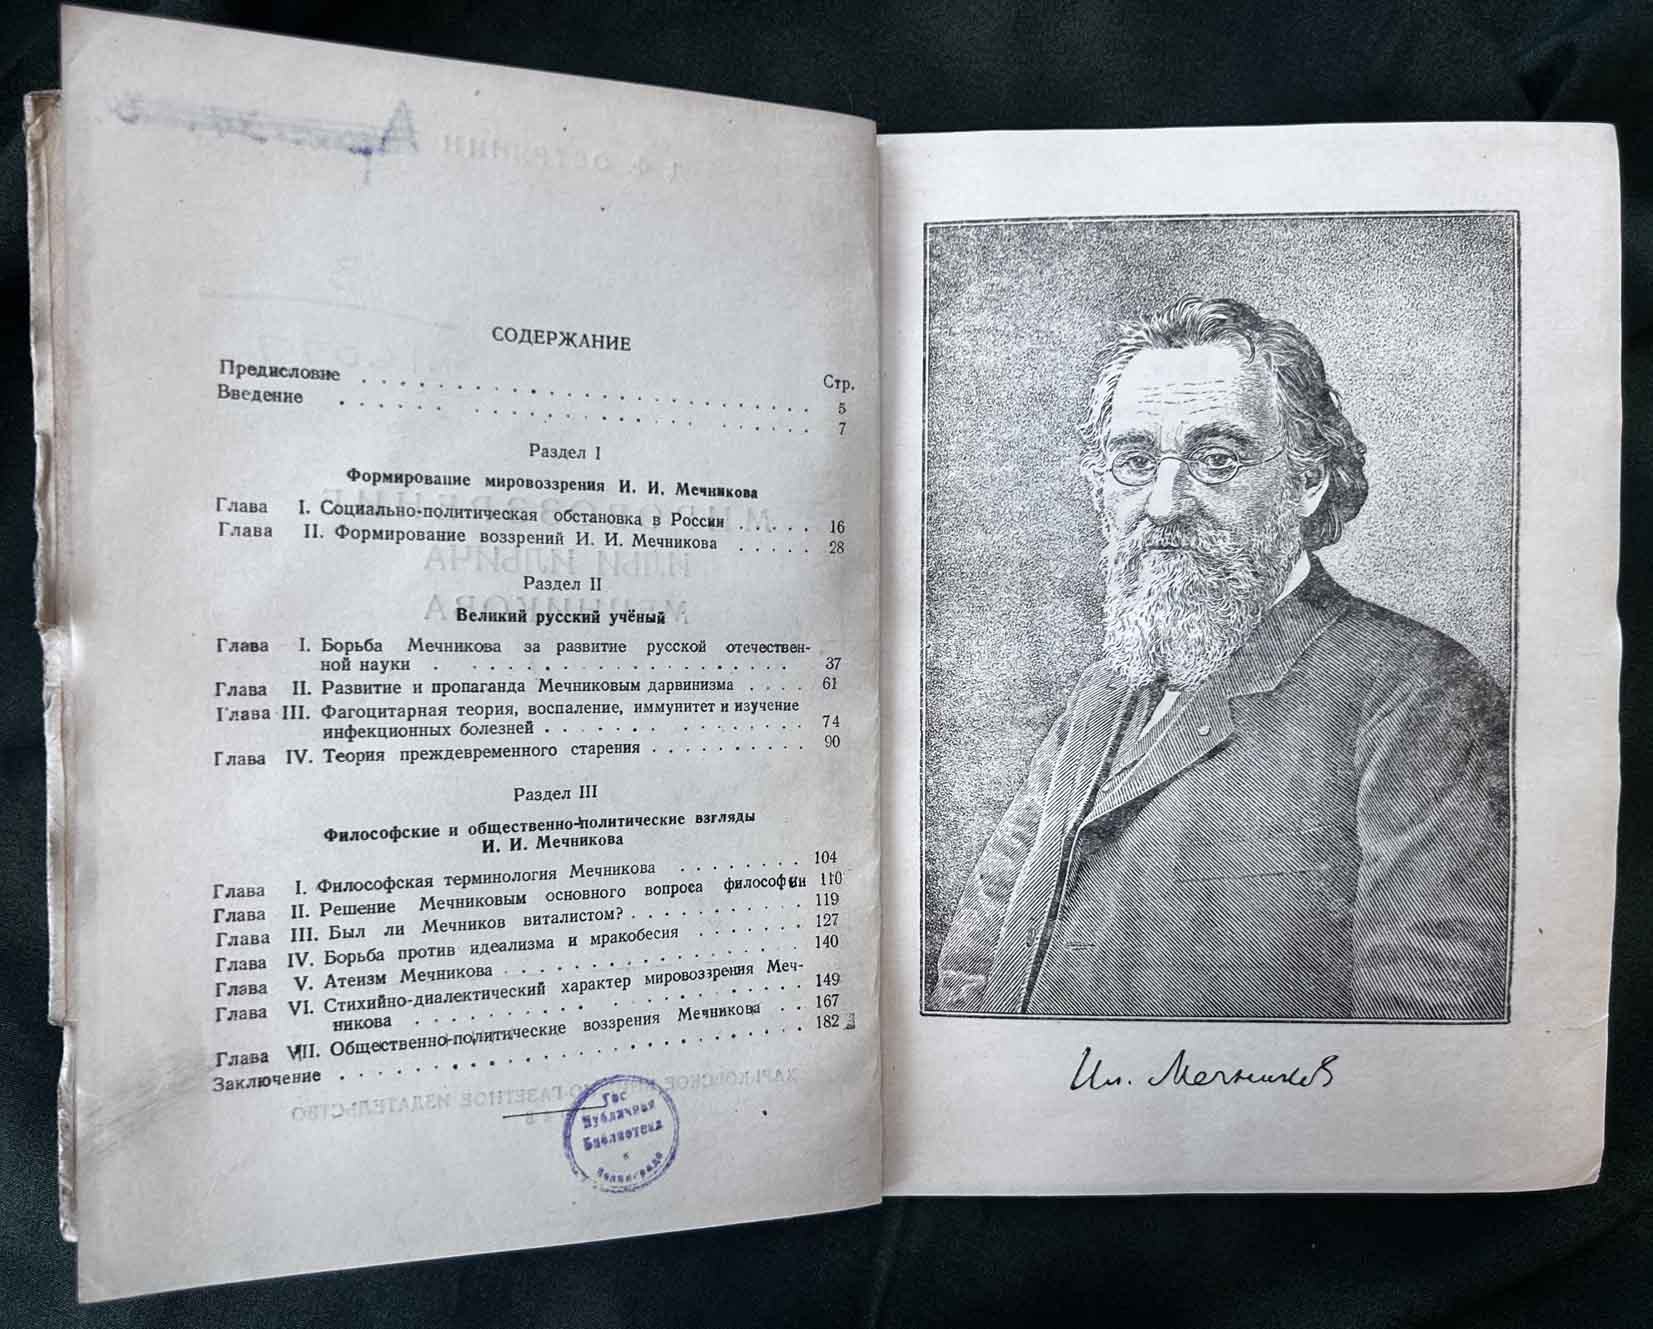 СОДЕРЖАНИЕ
Стр.
Предисловие . . . . . . . . . . . . . . . . . . . . . . . 5
Введение . . . . . . . . . . . . . . . . . . . . . . . 7
Раздел I
Формирование мировоззрения И. И. Мечникова
Глава I. Социально-политическая обстановка в России . . . . . 16
Глава II. Формирование воззрений И. И. Мечникова . . . . . 28
Раздел II
Великий русский учёный
Глава I. Борьба Мечникова за развитие русской отечествен-
ной науки . . . . . . . . . . . . . . . . . 37
Глава II. Развитие и пропаганда Мечниковым дарвинизма . . . . 61
Глава III. Фагоцитарная теория, воспаление, иммунитет и изучение
инфекционных болезней . . . . . . . . . . . . . 74
Глава IV. Теория преждевременного старения . . . . . . . . . . 90
Раздел III
Философские и общественно-политические взгляды
И. И. Мечникова
Глава I. Философская терминология Мечникова . . . . . . . . 104
Глава II. Решение Мечниковым основного вопроса философии 110
Глава III. Был ли Мечников виталистом? . . . . . . . . . . . 119
Глава IV. Борьба против идеализма и мракобесия . . . . . . . 127
Глава V. Атеизм Мечникова . . . . . . . . . . . . . . . 140
Глава VI. Стихийно-диалектический характер мировоззрения Меч-
никова . . . . . . . . . . . . . . . . . 149
Глава VII. Общественно-политические воззрения Мечникова . . 167
Заключение . . . . . . . . . . . . . . . . . . . . . . 182
Гос
Публичная
Библиотека
Ил. Мечников